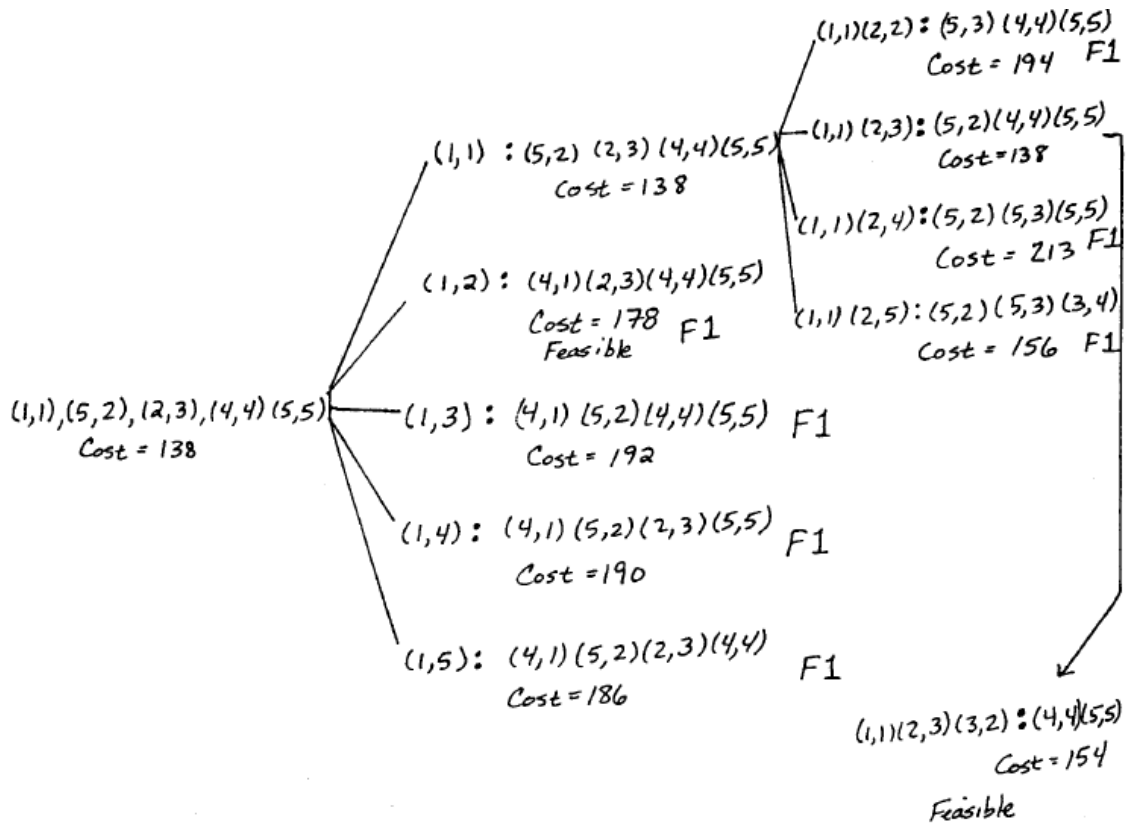 (1,1)(2,2): (5,3)(4,4)(5,5)
Cost = 194 F1
(1,1)(2,3): (5,2)(4,4)(5,5)
Cost=138
(1,1) : (5,2) (2,3) (4,4)(5,5)
Cost = 138
(1,1)(2,4): (5,2) (5,3)(5,5)
Cost = 213 F1
(1,2): (4,1)(2,3)(4,4)(5,5)
Cost = 178 F1
Feasible
(1,1)(2,5): (5,2)(5,3)(3,4)
Cost = 156 F1
(1,1),(5,2),(2,3),(4,4)(5,5)
Cost = 138
(1,3): (4,1) (5,2)(4,4)(5,5) F1
Cost = 192
(1,4): (4,1) (5,2)(2,3)(5,5) F1
Cost =190
(1,5): (4,1) (5,2)(2,3)(4,4) F1
Cost = 186
(1,1)(2,3)(3,2): (4,4)(5,5)
Cost = 154
Feasible